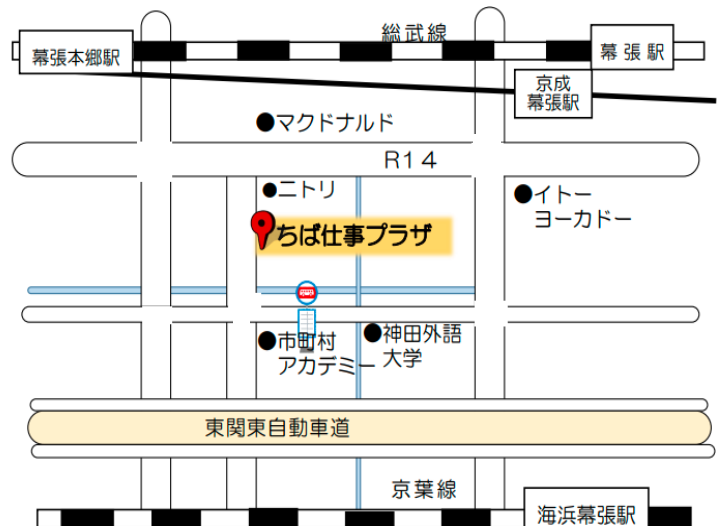 総武線
幕張本郷駅
幕張駅
京成
幕張駅
●マクドナルド
R14
●ニトリ
●イトー
ヨーカドー
ちば仕事プラザ
●市町村
アカデミー
●神田外語
大学
東関東自動車道
京葉線
海浜幕張駅